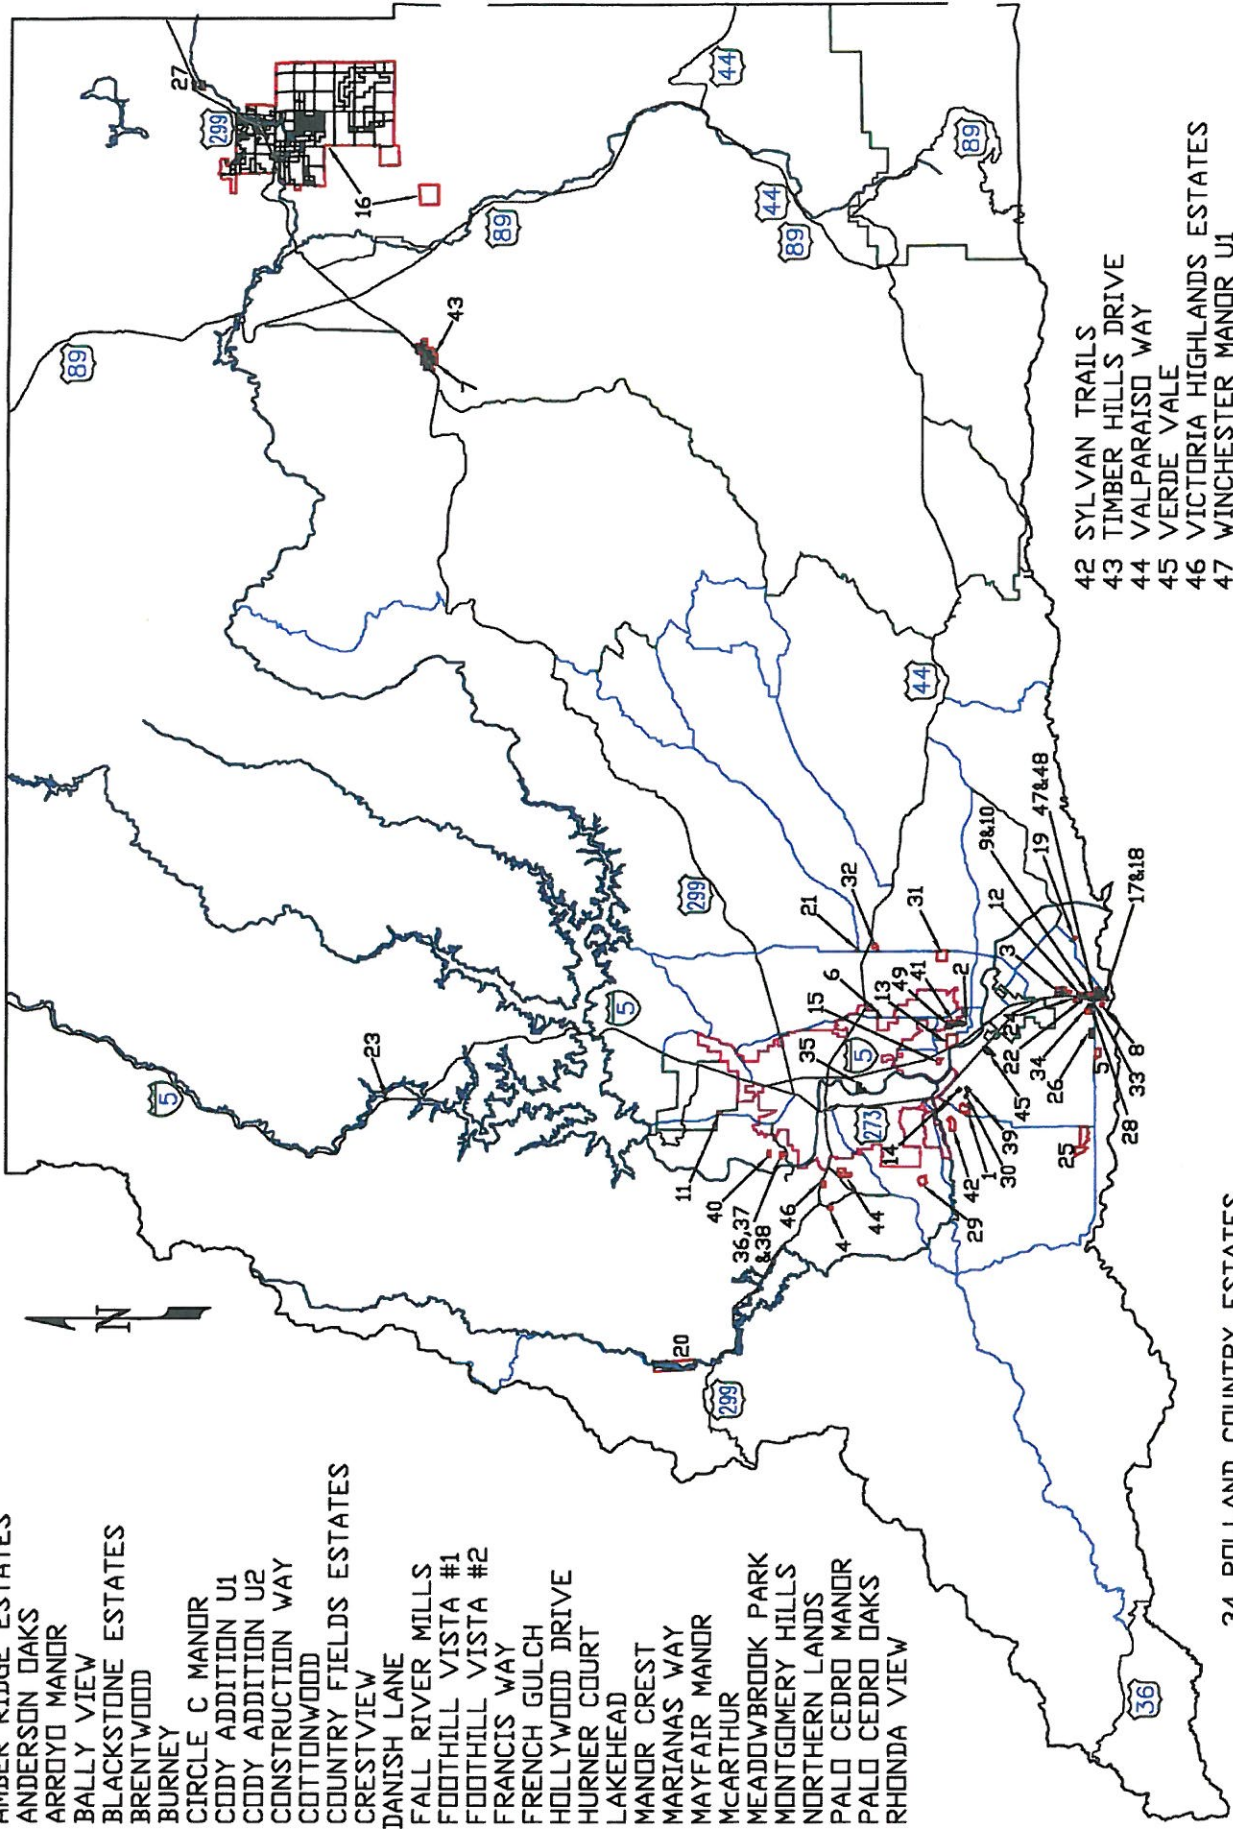 AMBER RIDGE ESTATES
ANDERSON OAKS
ARROYO MANOR
BALLY VIEW
BLACKSTONE ESTATES
BRENTWOOD
BURNEY
CIRCLE C MANOR
CODY ADDITION U1
CODY ADDITION U2
CONSTRUCTION WAY
COTTONWOOD
COUNTRY FIELDS ESTATES
CRESTVIEW
DANISH LANE
FALL RIVER MILLS
FOOTHILL VISTA #1
FOOTHILL VISTA #2
FRANCIS WAY
FRENCH GULCH
HOLLYWOOD DRIVE
HURNER COURT
LAKEHEAD
MANOR CREST
MARIANAS WAY
MAYFAIR MANOR
McARTHUR
MEADOWBROOK PARK
MONTGOMERY HILLS
NORTHERN LANDS
PALO CEDRO MANOR
PALO CEDRO OAKS
RHONDA VIEW
34 ROLLAND COUNTRY ESTATES
42 SYLVAN TRAILS
43 TIMBER HILLS DRIVE
44 VALPARAISO WAY
45 VERDE VALE
46 VICTORIA HIGHLANDS ESTATES
47 WINCHESTER MANOR U1
N
5
89
299
27
16
89
43
44
44
89
89
23
5
299
20
299
11
40
36,37
&38
46
4
44
29
273
14
42
1
30
39
25
35
15
6
13
49
41
2
5
21
32
31
44
3
12
9&10
19
47&48
17&18
24
22
34
26
45
5
33
8
28
36